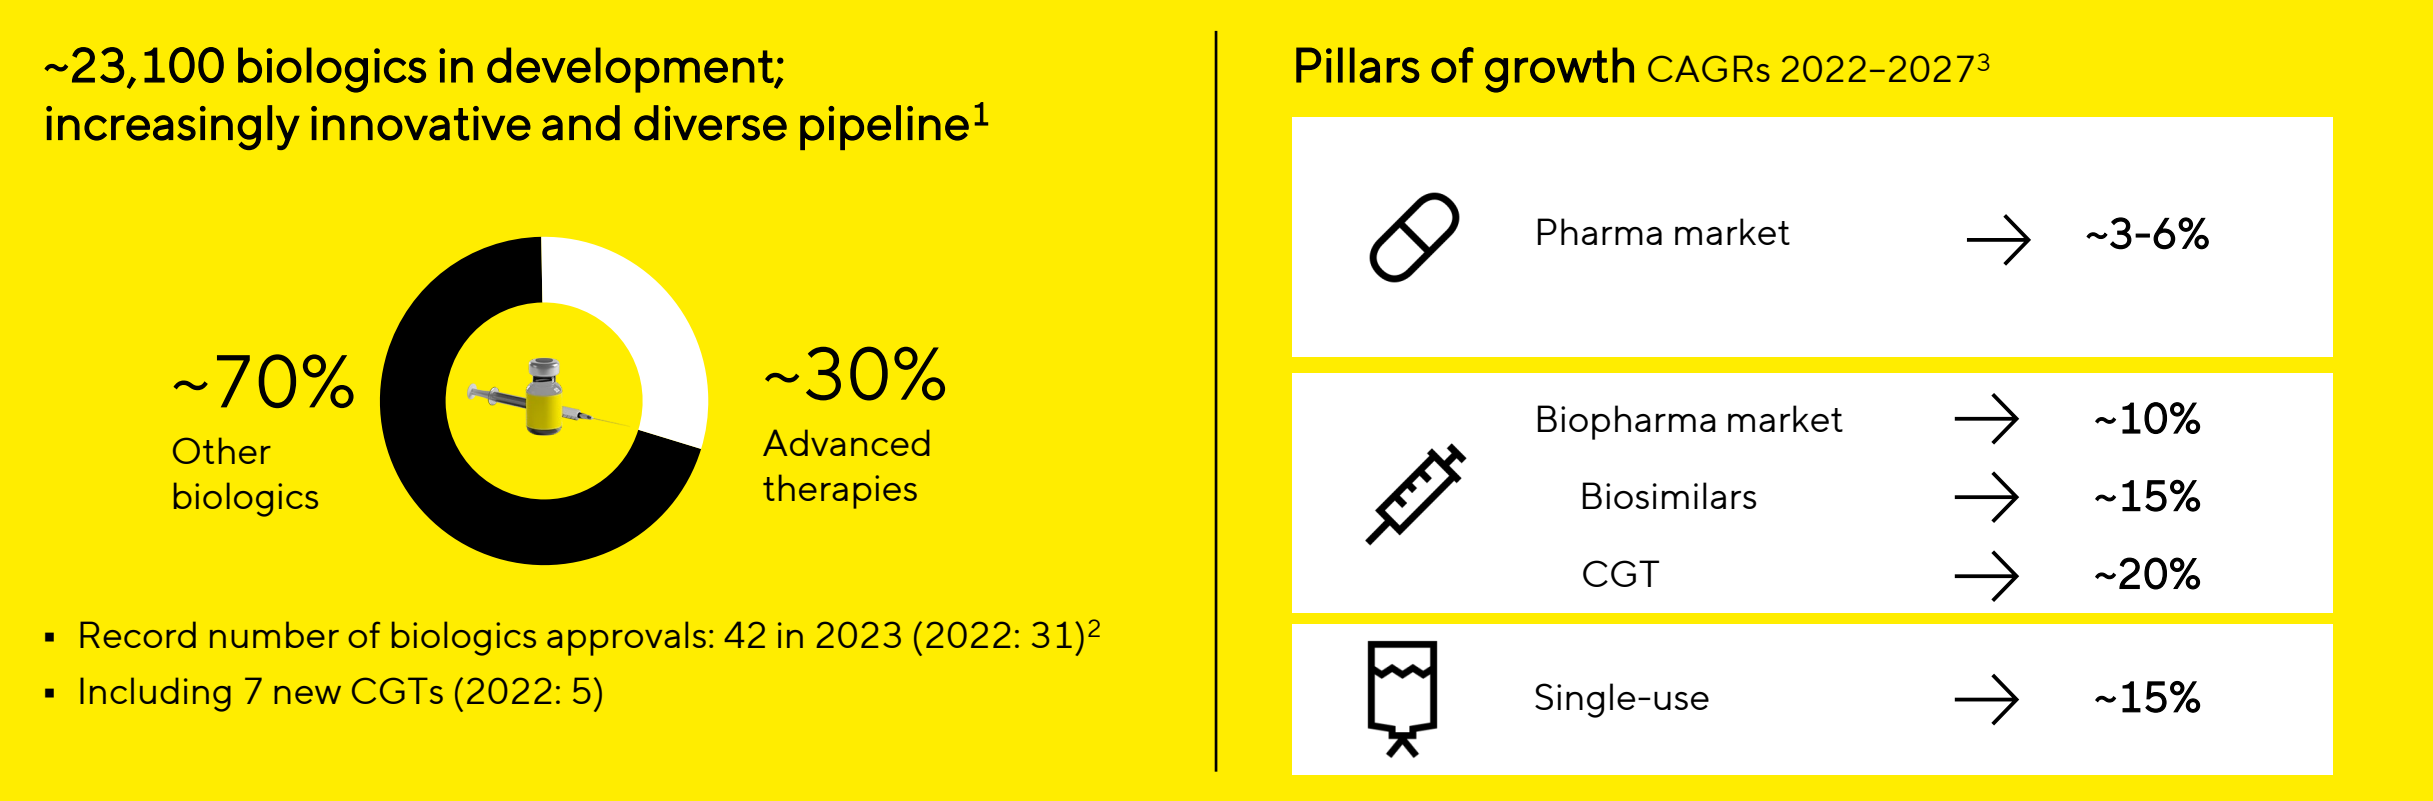 ~23,100 biologics in development;
increasingly innovative and diverse pipeline¹
~70%
Other
biologics
~30%
Advanced
therapies
▪ Record number of biologics approvals: 42 in 2023 (2022: 31)²
▪ Including 7 new CGTs (2022: 5)
Pillars of growth CAGRs 2022–2027³
Pharma market → ~3-6%
Biopharma market → ~10%
Biosimilars → ~15%
CGT → ~20%
Single-use → ~15%